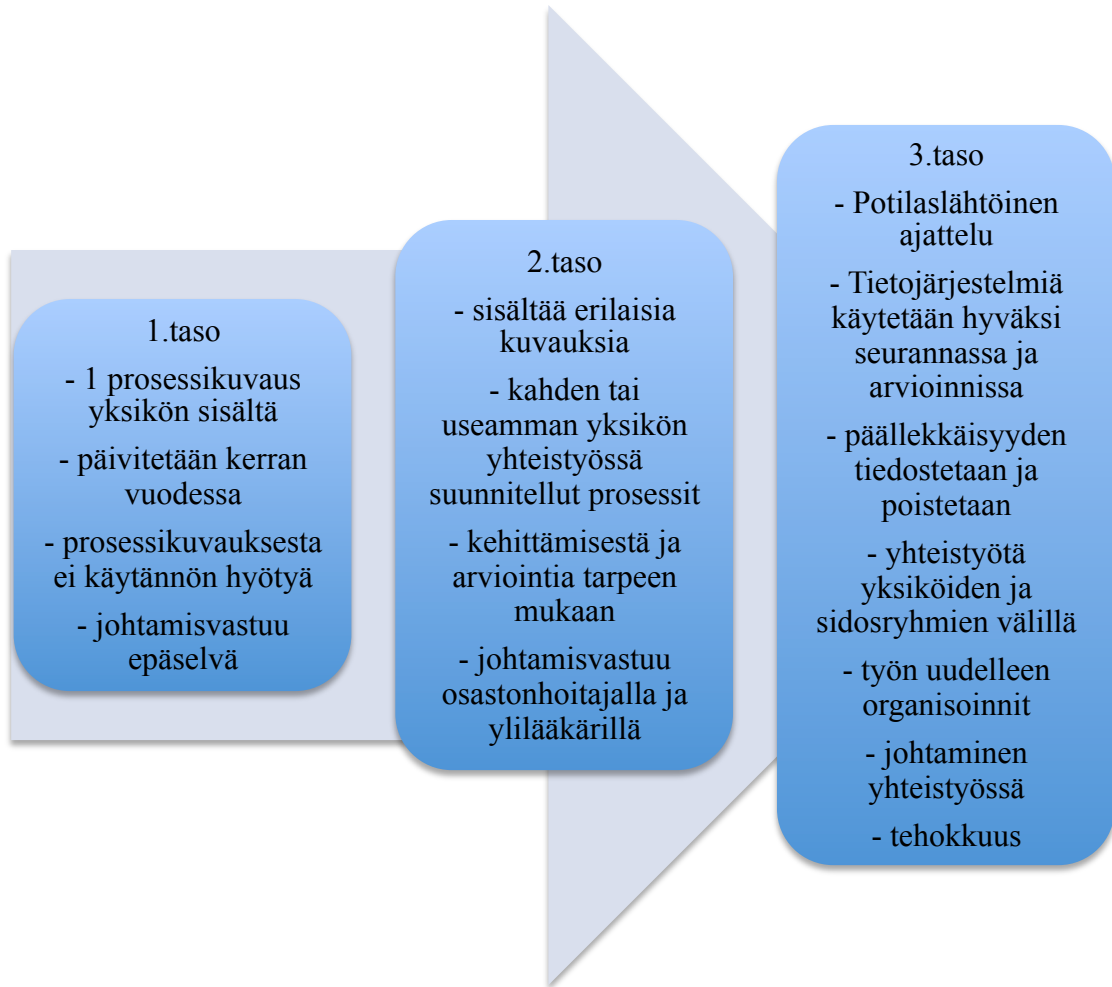 1.taso
- 1 prosessikuvaus
yksikön sisältä
- päivitetään kerran
vuodessa
- prosessikuvauksesta
ei käytännön hyötyä
- johtamisvastuu
epäselvä
2.taso
- sisältää erilaisia
kuvauksia
- kahden tai
useamman yksikön
yhteistyössä
suunnitellut prosessit
- kehittämisestä ja
arviointia tarpeen
mukaan
- johtamisvastuu
osastonhoitajalla ja
ylilääkärillä
3.taso
- Potilaslähtöinen
ajattelu
- Tietojärjestelmiä
käytetään hyväksi
seurannassa ja
arvioinnissa
- päällekkäisyyden
tiedostetaan ja
poistetaan
- yhteistyötä
yksiköiden ja
sidosryhmien välillä
- työn uudelleen
organisoinnit
- johtaminen
yhteistyössä
- tehokkuus